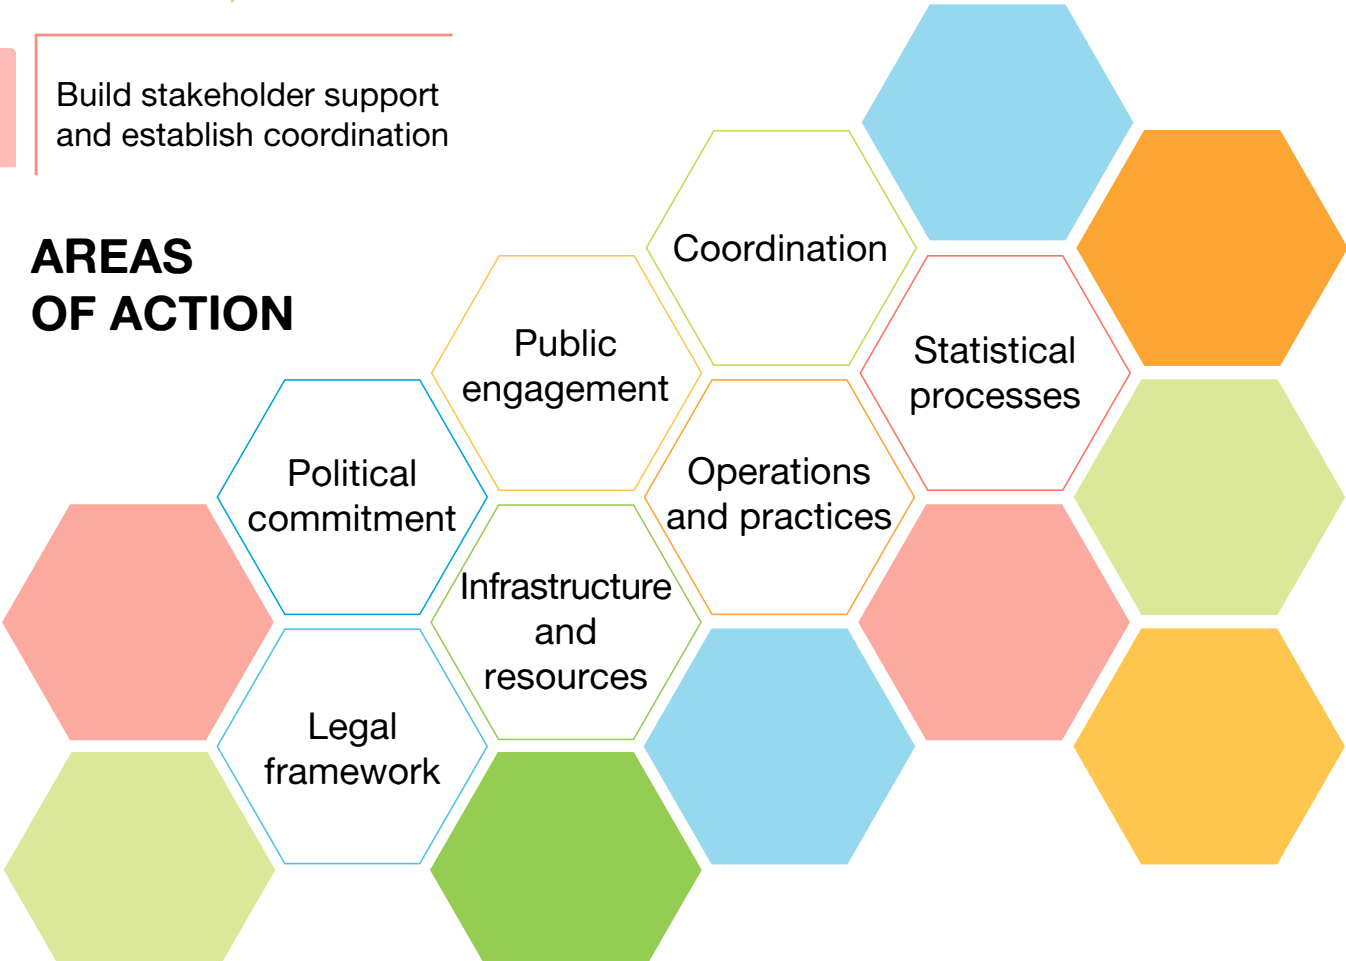 Build stakeholder support
and establish coordination
AREAS
OF ACTION
Coordination
Public
engagement
Statistical
processes
Political
commitment
Operations
and practices
Infrastructure
and
resources
Legal
framework